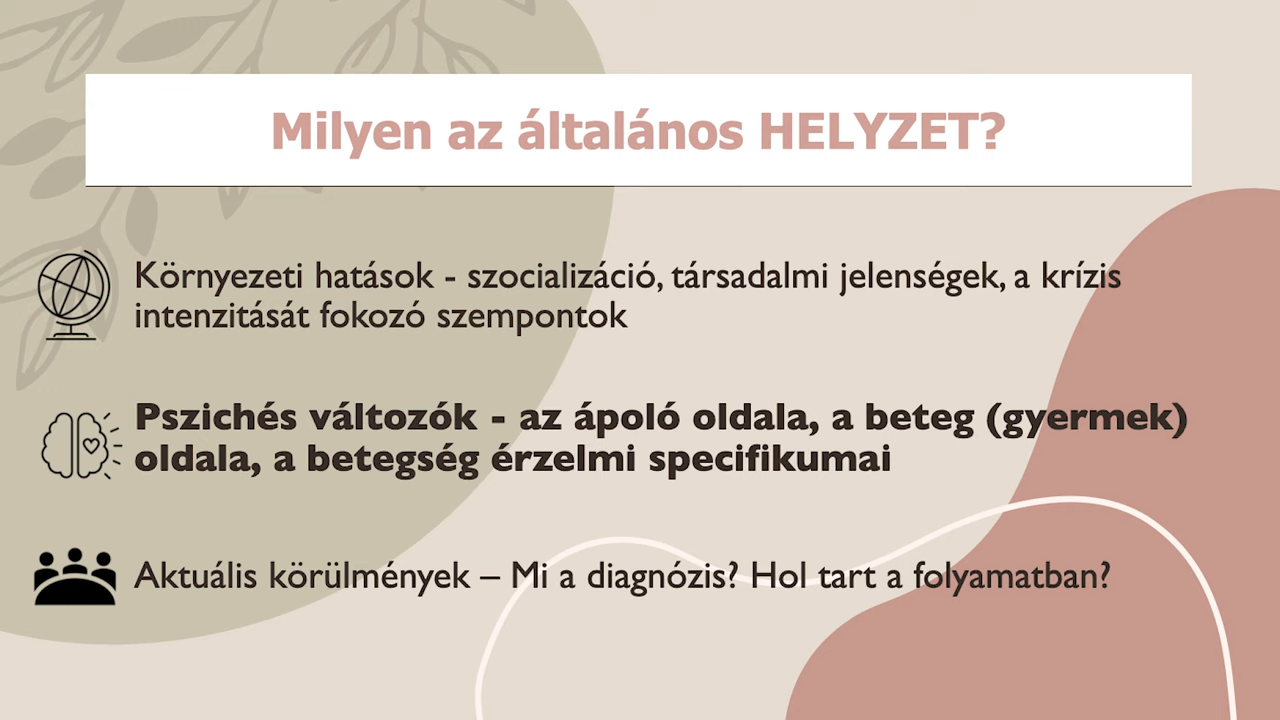 Milyen az általános HELYZET?
Környezeti hatások - szocializáció, társadalmi jelenségek, a krízis
intenzitását fokozó szempontok
Pszichés változók - az ápoló oldala, a beteg (gyermek)
oldala, a betegség érzelmi specifikumai
Aktuális körülmények – Mi a diagnózis? Hol tart a folyamatban?